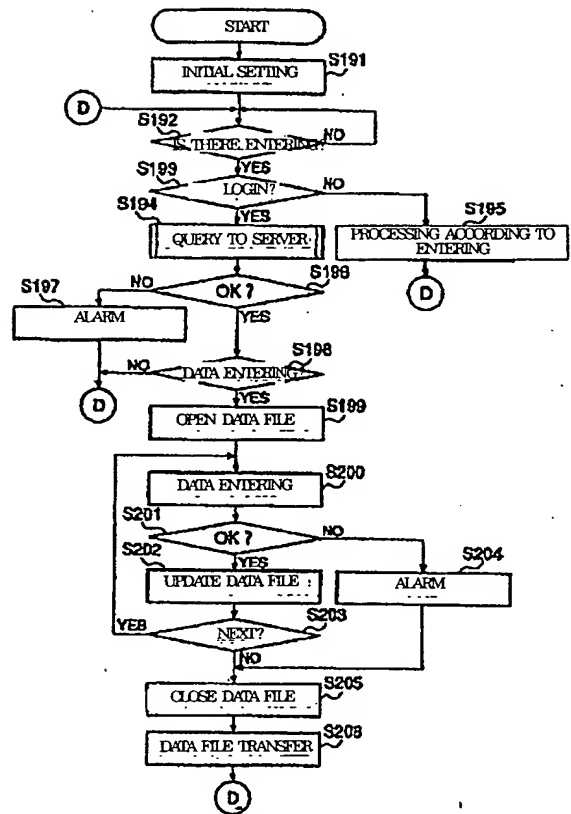 START
S191
INITIAL SETTING
D
S192
IS THERE ENTERING?
NO
YES
S193
LOGIN?
NO
S194
YES
S195
QUERY TO SERVER
PROCESSING ACCORDING TO
ENTERING
S196
NO
OK?
D
S197
ALARM
YES
S198
NO
DATA ENTERING?
D
YES
S199
OPEN DATA FILE
S200
DATA ENTERING
S201
OK?
NO
S202
YES
S204
UPDATE DATA FILE
ALARM
S203
YES
NEXT?
NO
S205
CLOSE DATA FILE
S208
DATA FILE TRANSFER
D